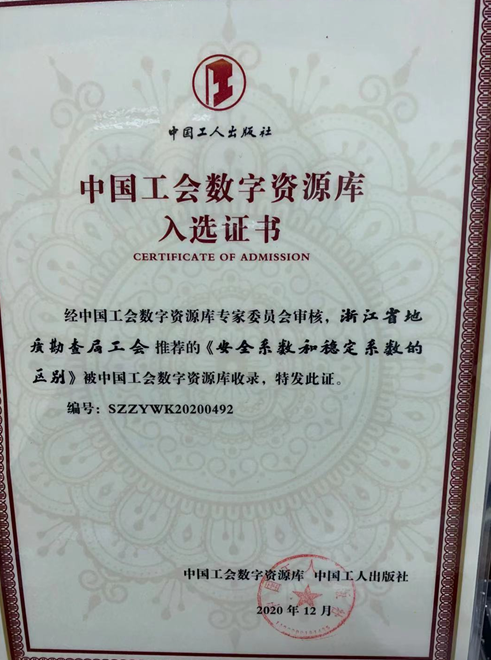 中国工人出版社
中国工会数字资源库
入选证书
CERTIFICATE OF ADMISSION
经中国工会数字资源库专家委员会审核，浙江省地
质勘查局工会推荐的《安全系数和稳定系数的
区别》被中国工会数字资源库收录，特发此证。
编号：SZZYWK20200492
中国工会数字资源库 中国工人出版社
2020年12月